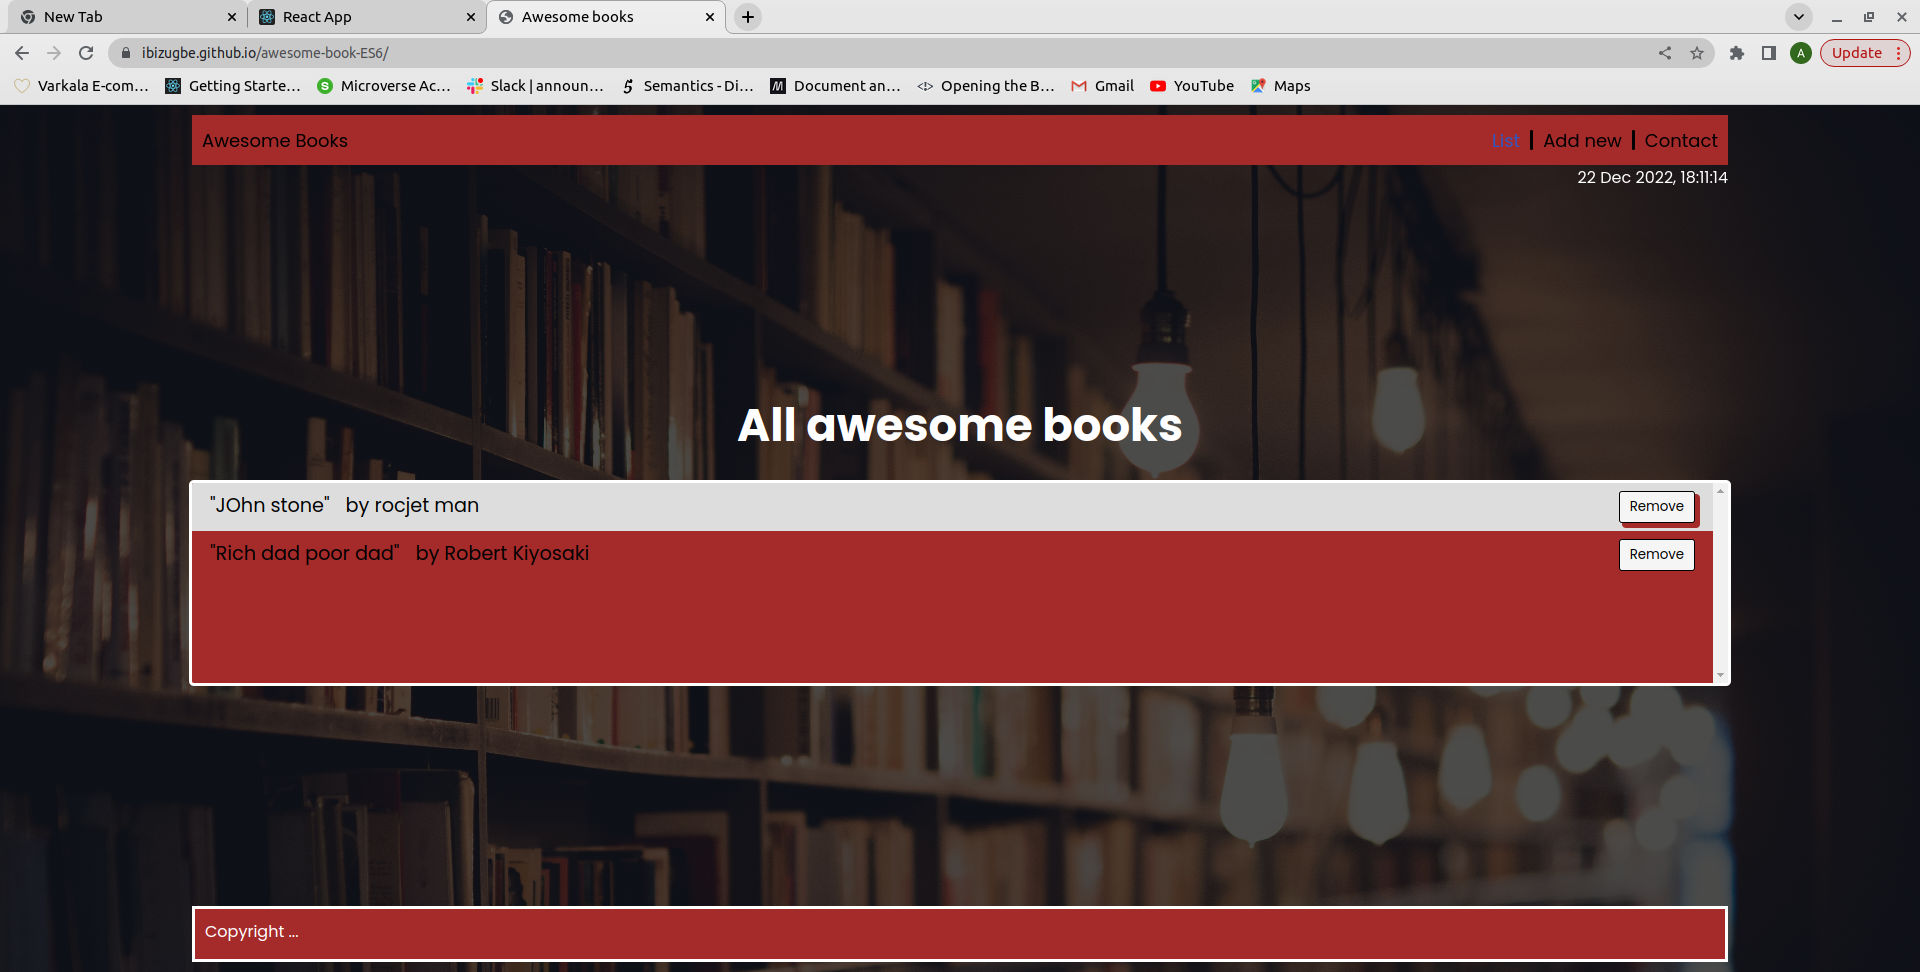 New Tab
React App
Awesome books
ibizugbe.github.io/awesome-book-ES6/
A
Update
Varkala E-com...
Getting Starte...
Microverse Ac...
Slack | announ...
Semantics - Di...
Document an...
Opening the B...
Gmail
YouTube
Maps
Awesome Books
List
Add new
Contact
22 Dec 2022, 18:11:14
All awesome books
"JOhn stone" by rocjet man
Remove
"Rich dad poor dad" by Robert Kiyosaki
Remove
Copyright ...